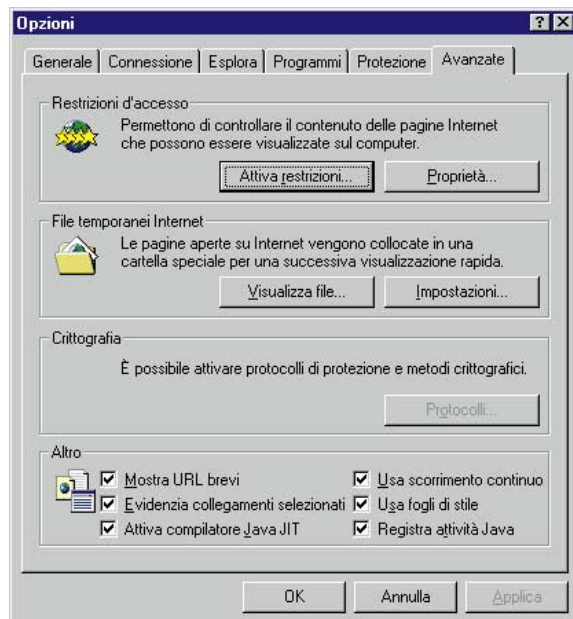 Opzioni
Generale Connessione Esplora Programmi Protezione Avanzate
Restrizioni d'accesso
Permettono di controllare il contenuto delle pagine Internet
che possono essere visualizzate sul computer.
Attiva restrizioni... Proprietà...
File temporanei Internet
Le pagine aperte su Internet vengono collocate in una
cartella speciale per una successiva visualizzazione rapida.
Visualizza file... Impostazioni...
Crittografia
È possibile attivare protocolli di protezione e metodi crittografici.
Protocolli...
Altro
Mostra URL brevi Usa scorrimento continuo
Evidenzia collegamenti selezionati Usa fogli di stile
Attiva compilatore Java JIT Registra attività Java
OK Annulla Applica